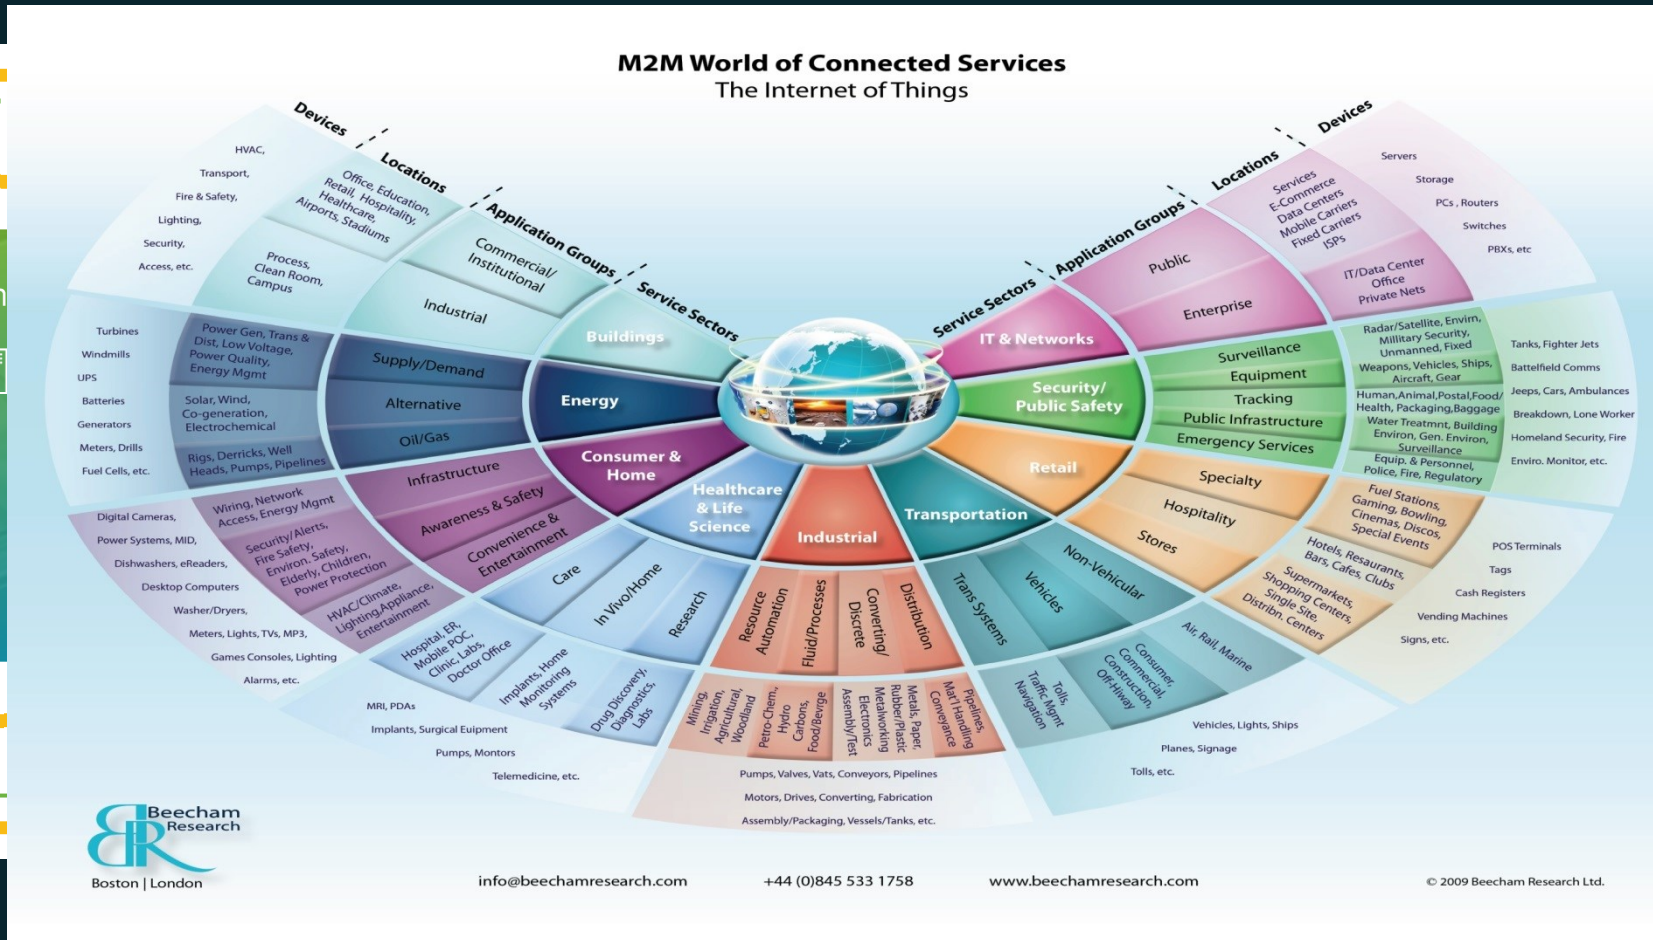 M2M World of Connected Services
The Internet of Things
Devices
Locations
Application Groups
Service Sectors
HVAC,
Transport,
Fire & Safety,
Lighting,
Security,
Access, etc.
Office, Education,
Retail, Hospitality,
Healthcare,
Airports, Stadiums
Process,
Clean Room,
Campus
Commercial/
Institutional
Industrial
Buildings
Turbines
Windmills
UPS
Batteries
Generators
Meters, Drills
Fuel Cells, etc.
Power Gen, Trans &
Dist, Low Voltage,
Power Quality,
Energy Mgmt
Solar, Wind,
Co-generation,
Electrochemical
Rigs, Derricks, Well
Heads, Pumps, Pipelines
Supply/Demand
Alternative
Oil/Gas
Energy
Digital Cameras,
Power Systems, MID,
Dishwashers, eReaders,
Desktop Computers
Washer/Dryers,
Meters, Lights, TVs, MP3,
Games Consoles, Lighting
Alarms, etc.
Wiring, Network
Access, Energy Mgmt
Security/Alerts,
Fire Safety,
Environ. Safety,
Elderly, Children,
Power Protection
HVAC/Climate,
Lighting,Appliance,
Entertainment
Infrastructure
Awareness & Safety
Convenience &
Entertainment
Consumer &
Home
MRI, PDAs
Implants, Surgical Euipment
Pumps, Montors
Telemedicine, etc.
Hospital, ER,
Mobile POC,
Clinic, Labs,
Doctor Office
Implants, Home
Monitoring
Systems
Drug Discovery,
Diagnostics,
Labs
Care
In Vivo/Home
Research
Healthcare
& Life
Science
Industrial
Resource
Automation
Fluid/Processes
Converting/
Discrete
Distribution
Mining,
Irrigation,
Agricultural,
Woodland
Petro-Chem.,
Hydro
Carbons,
Food/Bevrge
Metals, Paper,
Rubber/Plastic
Metalworking
Electronics
Assembly/Test
Pipelines,
Mat'l Handling
Conveyance
Pumps, Valves, Vats, Conveyors, Pipelines
Motors, Drives, Converting, Fabrication
Assembly/Packaging, Vessels/Tanks, etc.
Transportation
Trans Systems
Vehicles
Non-Vehicular
Tolls,
Traffic Mgmt
Navigation
Consumer,
Commercial,
Construction,
Off-Hiway
Air, Rail, Marine
Vehicles, Lights, Ships
Planes, Signage
Tolls, etc.
Retail
Specialty
Hospitality
Stores
Fuel Stations,
Gaming, Bowling,
Cinemas, Discos,
Special Events
Hotels, Resaurants,
Bars, Cafes, Clubs
Supermarkets,
Shopping Centers,
Single Site,
Distribn. Centers
POS Terminals
Tags
Cash Registers
Vending Machines
Signs, etc.
Security/
Public Safety
Surveillance
Equipment
Tracking
Public Infrastructure
Emergency Services
Radar/Satellite, Envirn,
Millitary Security,
Unmanned, Fixed
Weapons, Vehicles, Ships,
Aircraft, Gear
Human,Animal,Postal,Food/
Health, Packaging,Baggage
Water Treatmnt, Building
Environ, Gen. Environ,
Surveillance
Equip. & Personnel,
Police, Fire, Regulatory
Tanks, Fighter Jets
Battelfield Comms
Jeeps, Cars, Ambulances
Breakdown, Lone Worker
Homeland Security, Fire
Enviro. Monitor, etc.
IT & Networks
Public
Enterprise
Services
E-Commerce
Data Centers
Mobile Carriers
Fixed Carriers
ISPs
IT/Data Center
Office
Private Nets
Servers
Storage
PCs , Routers
Switches
PBXs, etc
Service Sectors
Application Groups
Locations
Devices
Beecham
Research
Boston | London
info@beechamresearch.com
+44 (0)845 533 1758
www.beechamresearch.com
© 2009 Beecham Research Ltd.